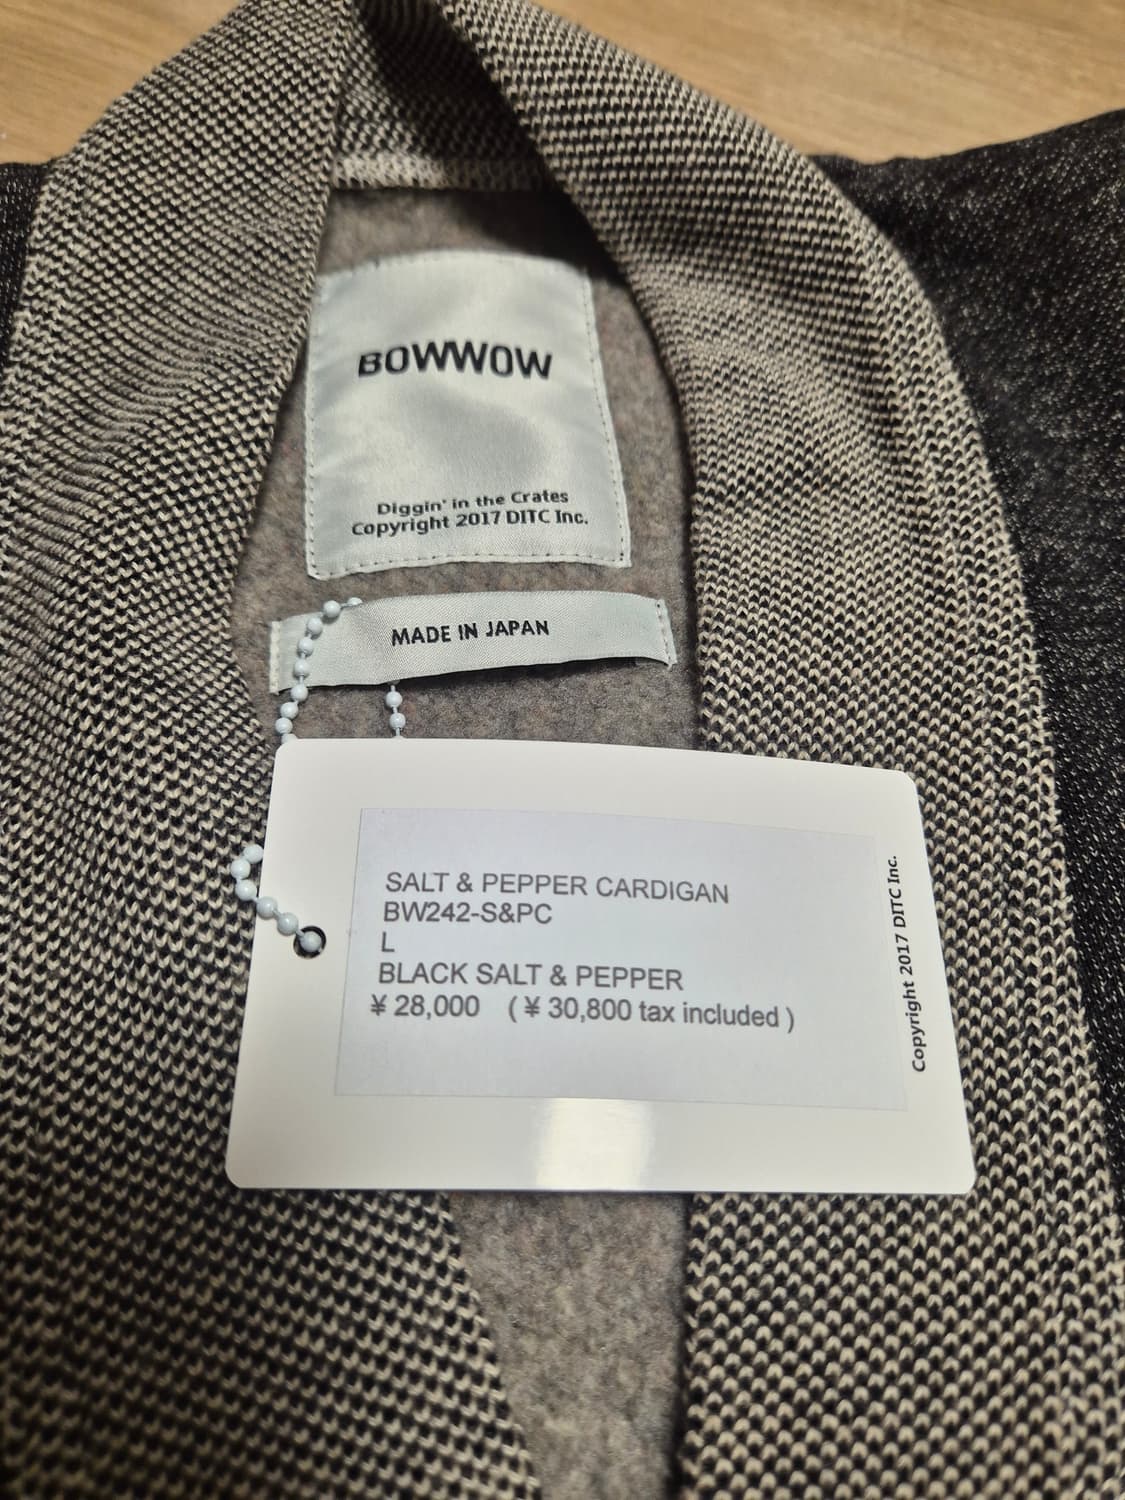 BOWWOW
Diggin' in the Crates
Copyright 2017 DITC Inc.
MADE IN JAPAN
SALT & PEPPER CARDIGAN
BW242-S&PC
L
BLACK SALT & PEPPER
¥ 28,000 ( ¥ 30,800 tax included )
Copyright 2017 DITC Inc.